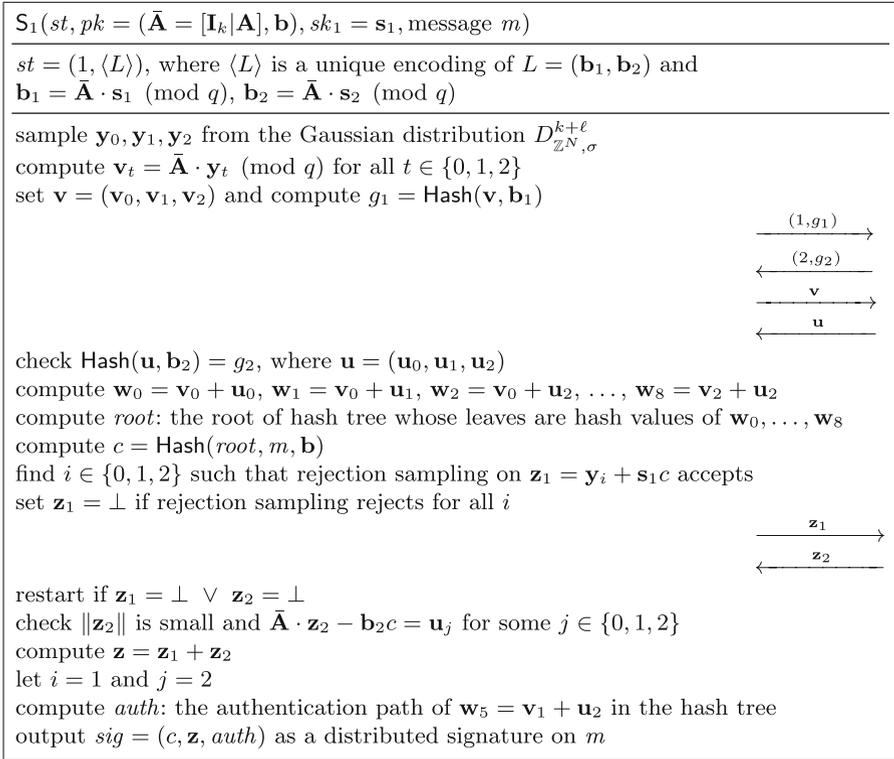 S₁(st, pk = (Ā = [I_k|A], b), sk₁ = s₁, message m)
st = (1, ⟨L⟩), where ⟨L⟩ is a unique encoding of L = (b₁, b₂) and
b₁ = Ā · s₁ (mod q), b₂ = Ā · s₂ (mod q)
sample y₀, y₁, y₂ from the Gaussian distribution D^{k+ℓ}_{ℤ^N,σ}
compute v_t = Ā · y_t (mod q) for all t ∈ {0, 1, 2}
set v = (v₀, v₁, v₂) and compute g₁ = Hash(v, b₁)
(1,g₁)
(2,g₂)
v
u
check Hash(u, b₂) = g₂, where u = (u₀, u₁, u₂)
compute w₀ = v₀ + u₀, w₁ = v₀ + u₁, w₂ = v₀ + u₂, …, w₈ = v₂ + u₂
compute root: the root of hash tree whose leaves are hash values of w₀, …, w₈
compute c = Hash(root, m, b)
find i ∈ {0, 1, 2} such that rejection sampling on z₁ = y_i + s₁c accepts
set z₁ = ⊥ if rejection sampling rejects for all i
z₁
z₂
restart if z₁ = ⊥ ∨ z₂ = ⊥
check ‖z₂‖ is small and Ā · z₂ − b₂c = u_j for some j ∈ {0, 1, 2}
compute z = z₁ + z₂
let i = 1 and j = 2
compute auth: the authentication path of w₅ = v₁ + u₂ in the hash tree
output sig = (c, z, auth) as a distributed signature on m